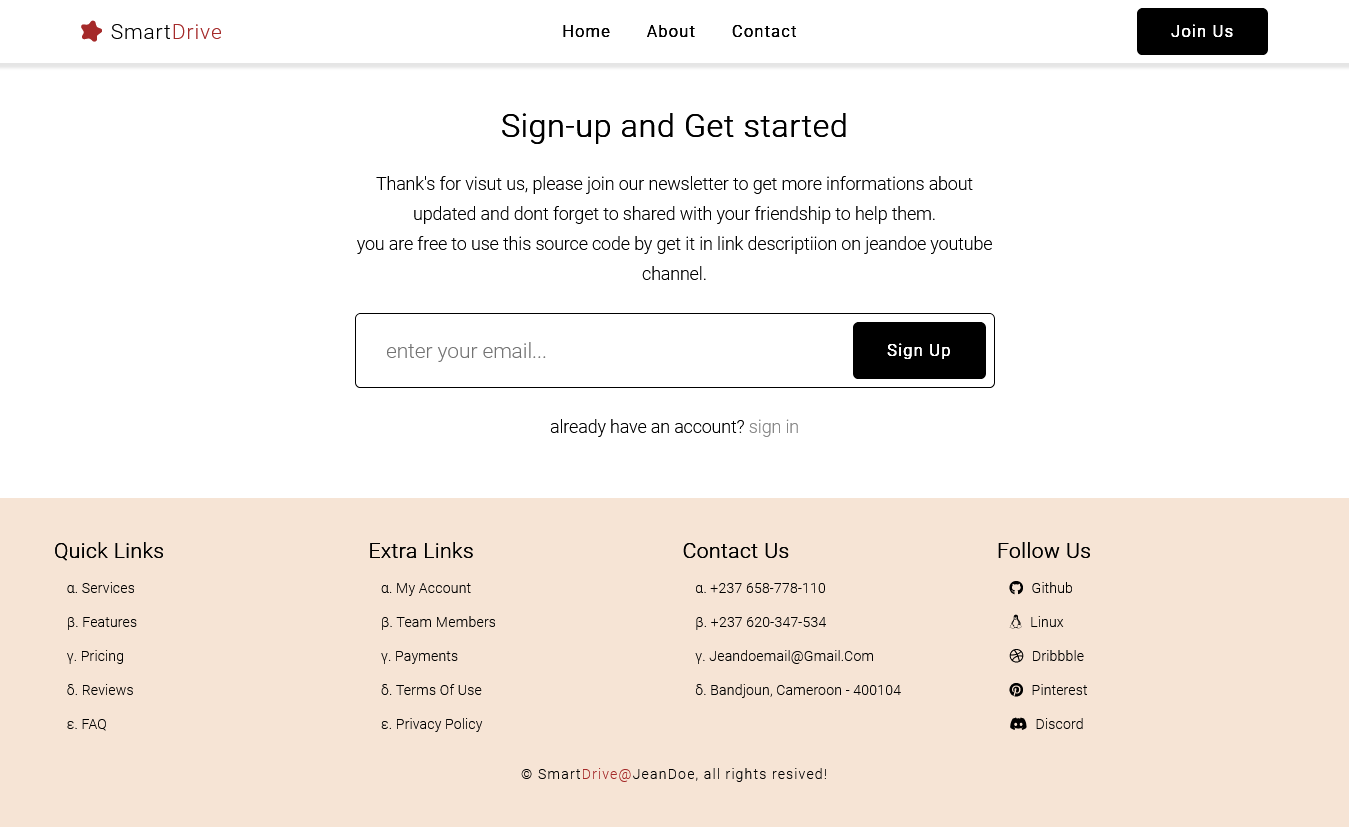 SmartDrive
Home About Contact
Join Us
Sign-up and Get started
Thank's for visut us, please join our newsletter to get more informations about
updated and dont forget to shared with your friendship to help them.
you are free to use this source code by get it in link descriptiion on jeandoe youtube
channel.
enter your email...
Sign Up
already have an account? sign in
Quick Links
α. Services
β. Features
γ. Pricing
δ. Reviews
ε. FAQ
Extra Links
α. My Account
β. Team Members
γ. Payments
δ. Terms Of Use
ε. Privacy Policy
Contact Us
α. +237 658-778-110
β. +237 620-347-534
γ. Jeandoemail@Gmail.Com
δ. Bandjoun, Cameroon - 400104
Follow Us
Github
Linux
Dribbble
Pinterest
Discord
© SmartDrive@JeanDoe, all rights resived!